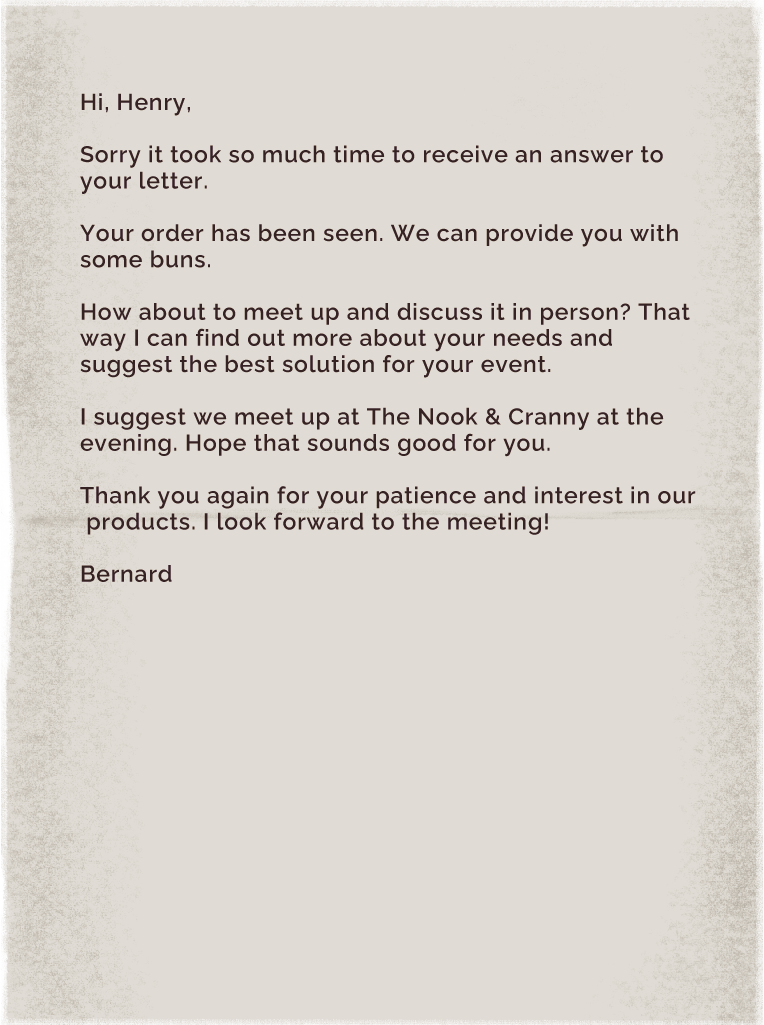 Hi, Henry,
Sorry it took so much time to receive an answer to
your letter.
Your order has been seen. We can provide you with
some buns.
How about to meet up and discuss it in person? That
way I can find out more about your needs and
suggest the best solution for your event.
I suggest we meet up at The Nook & Cranny at the
evening. Hope that sounds good for you.
Thank you again for your patience and interest in our
products. I look forward to the meeting!
Bernard